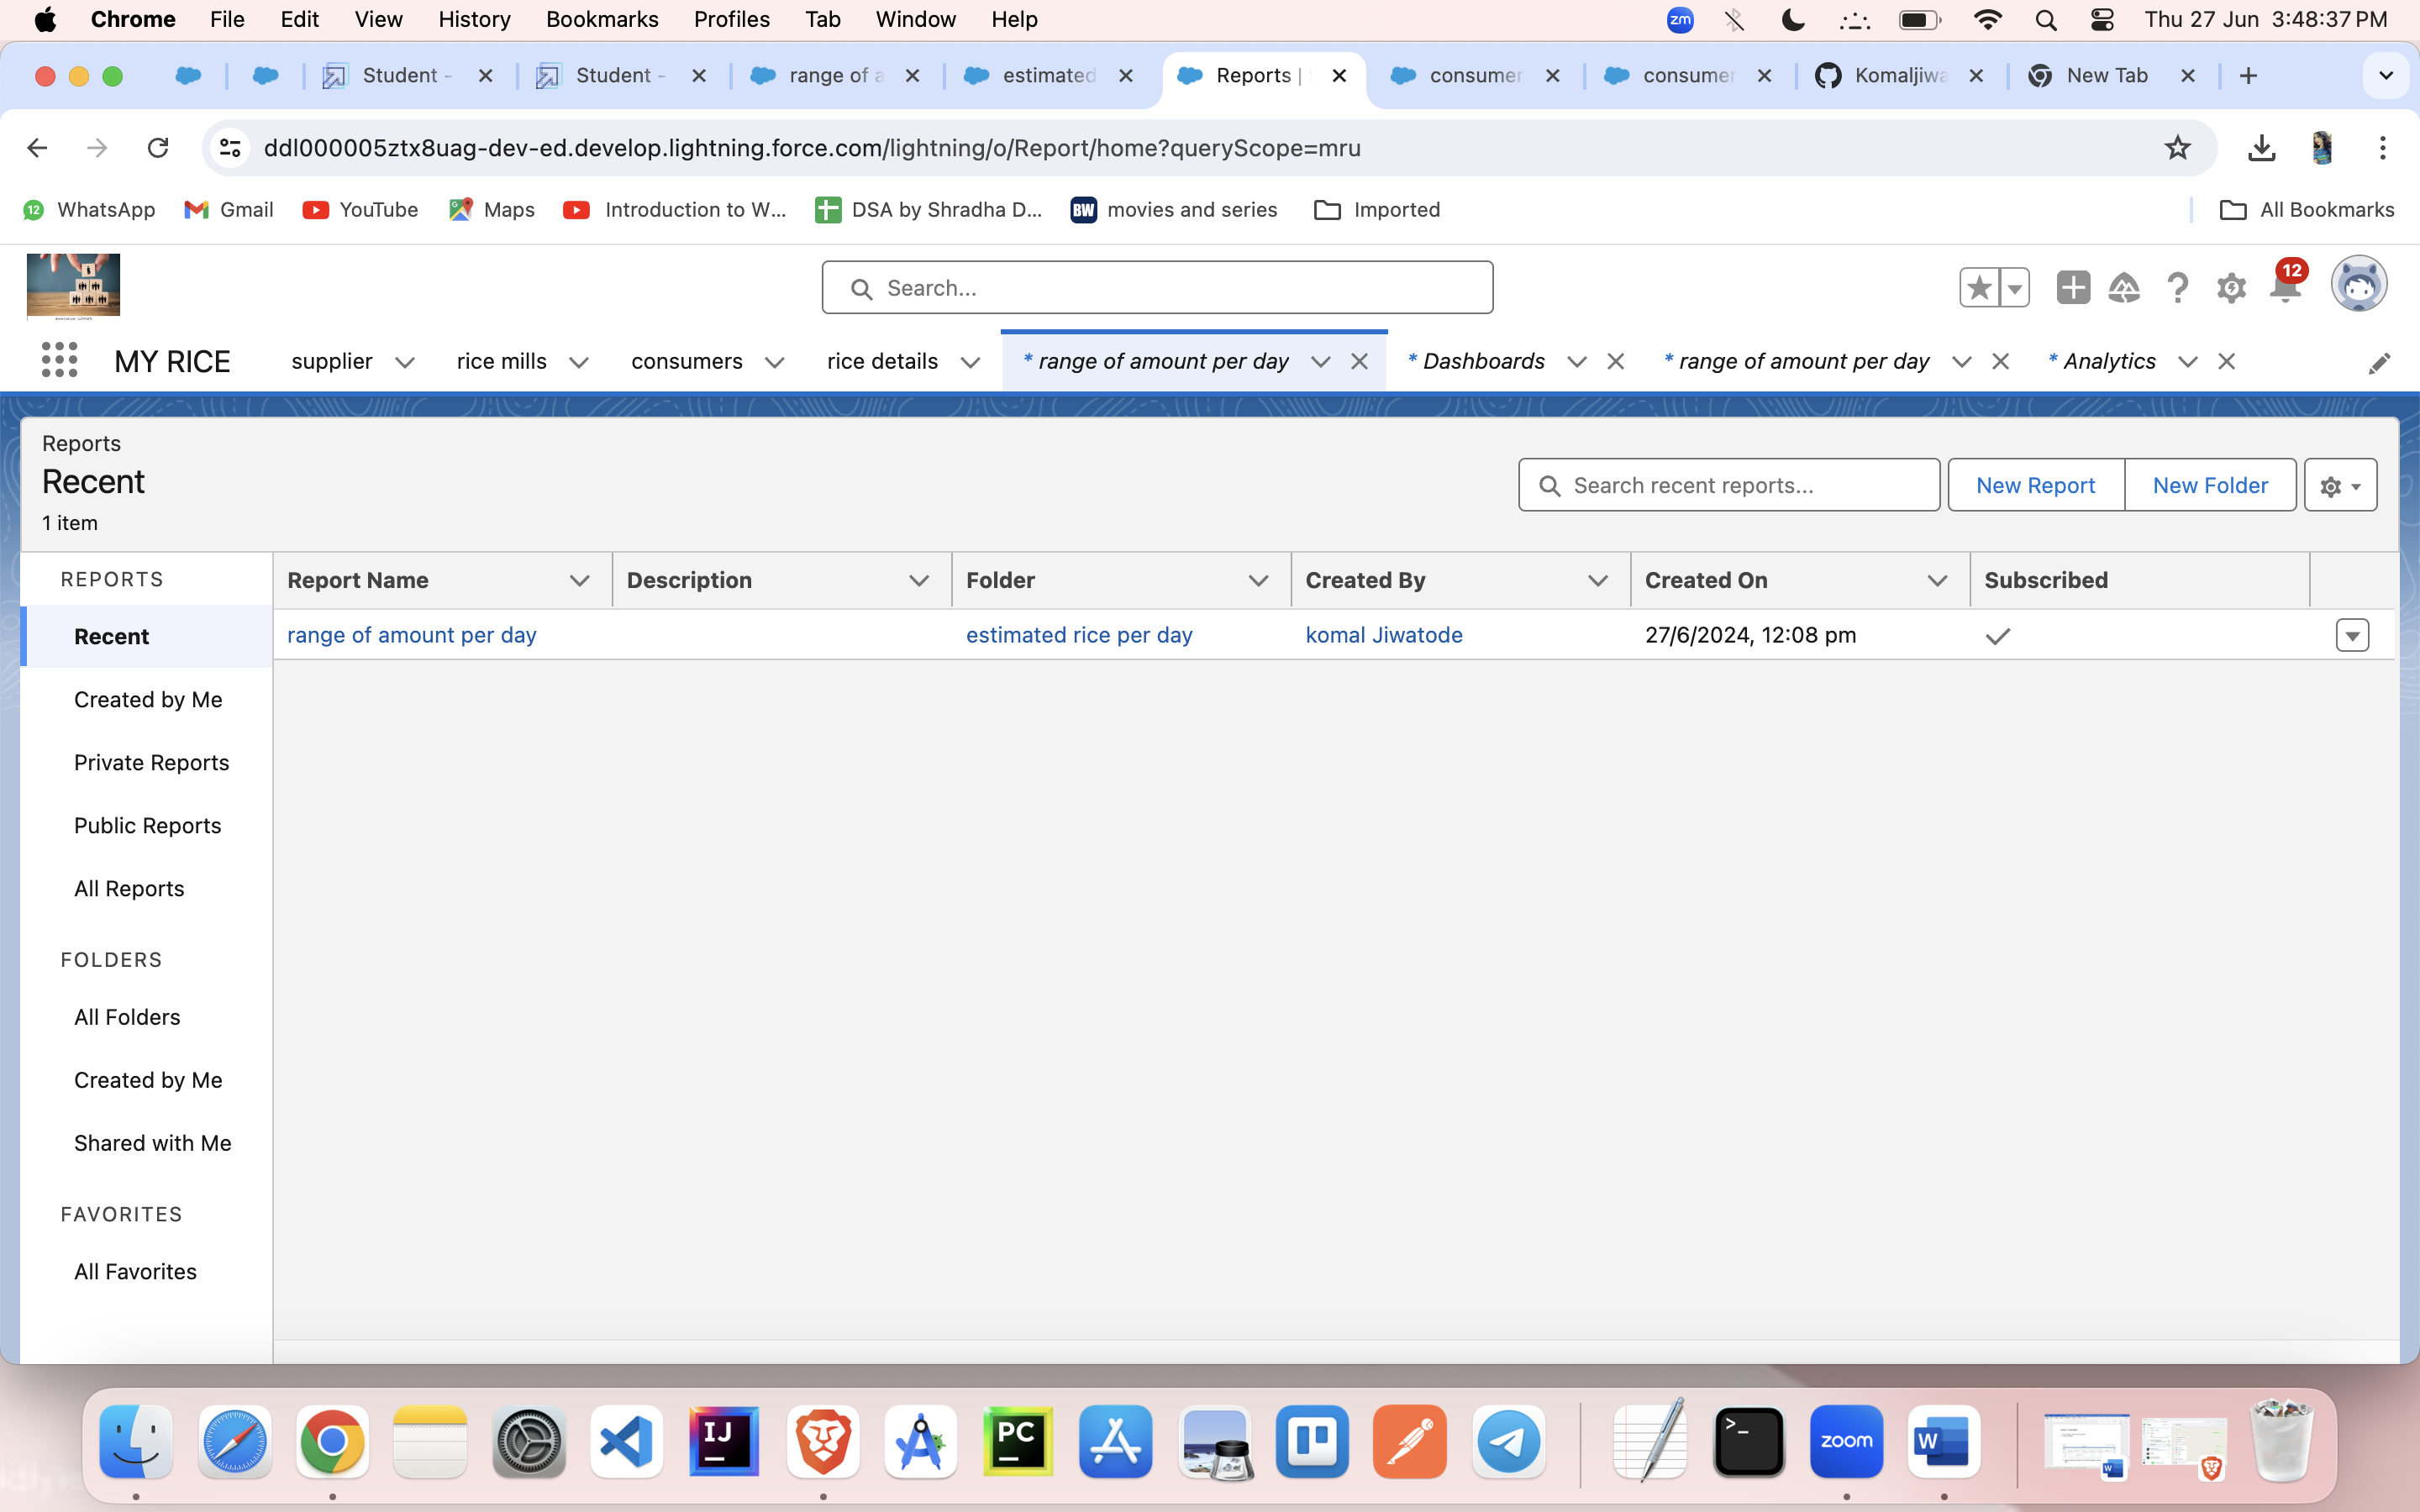 Chrome File Edit View History Bookmarks Profiles Tab Window Help zm Thu 27 Jun 3:48:37 PM
Student - Student - range of a estimated Reports | consumer consumer Komaljiwa New Tab
ddl000005ztx8uag-dev-ed.develop.lightning.force.com/lightning/o/Report/home?queryScope=mru
12 WhatsApp Gmail YouTube Maps Introduction to W... DSA by Shradha D... BW movies and series Imported All Bookmarks
Search... 12
MY RICE supplier rice mills consumers rice details * range of amount per day * Dashboards * range of amount per day * Analytics
Reports
Recent
1 item
Search recent reports... New Report New Folder
REPORTS Report Name Description Folder Created By Created On Subscribed
Recent range of amount per day estimated rice per day komal Jiwatode 27/6/2024, 12:08 pm
Created by Me
Private Reports
Public Reports
All Reports
FOLDERS
All Folders
Created by Me
Shared with Me
FAVORITES
All Favorites
IJ PC >_ zoom W